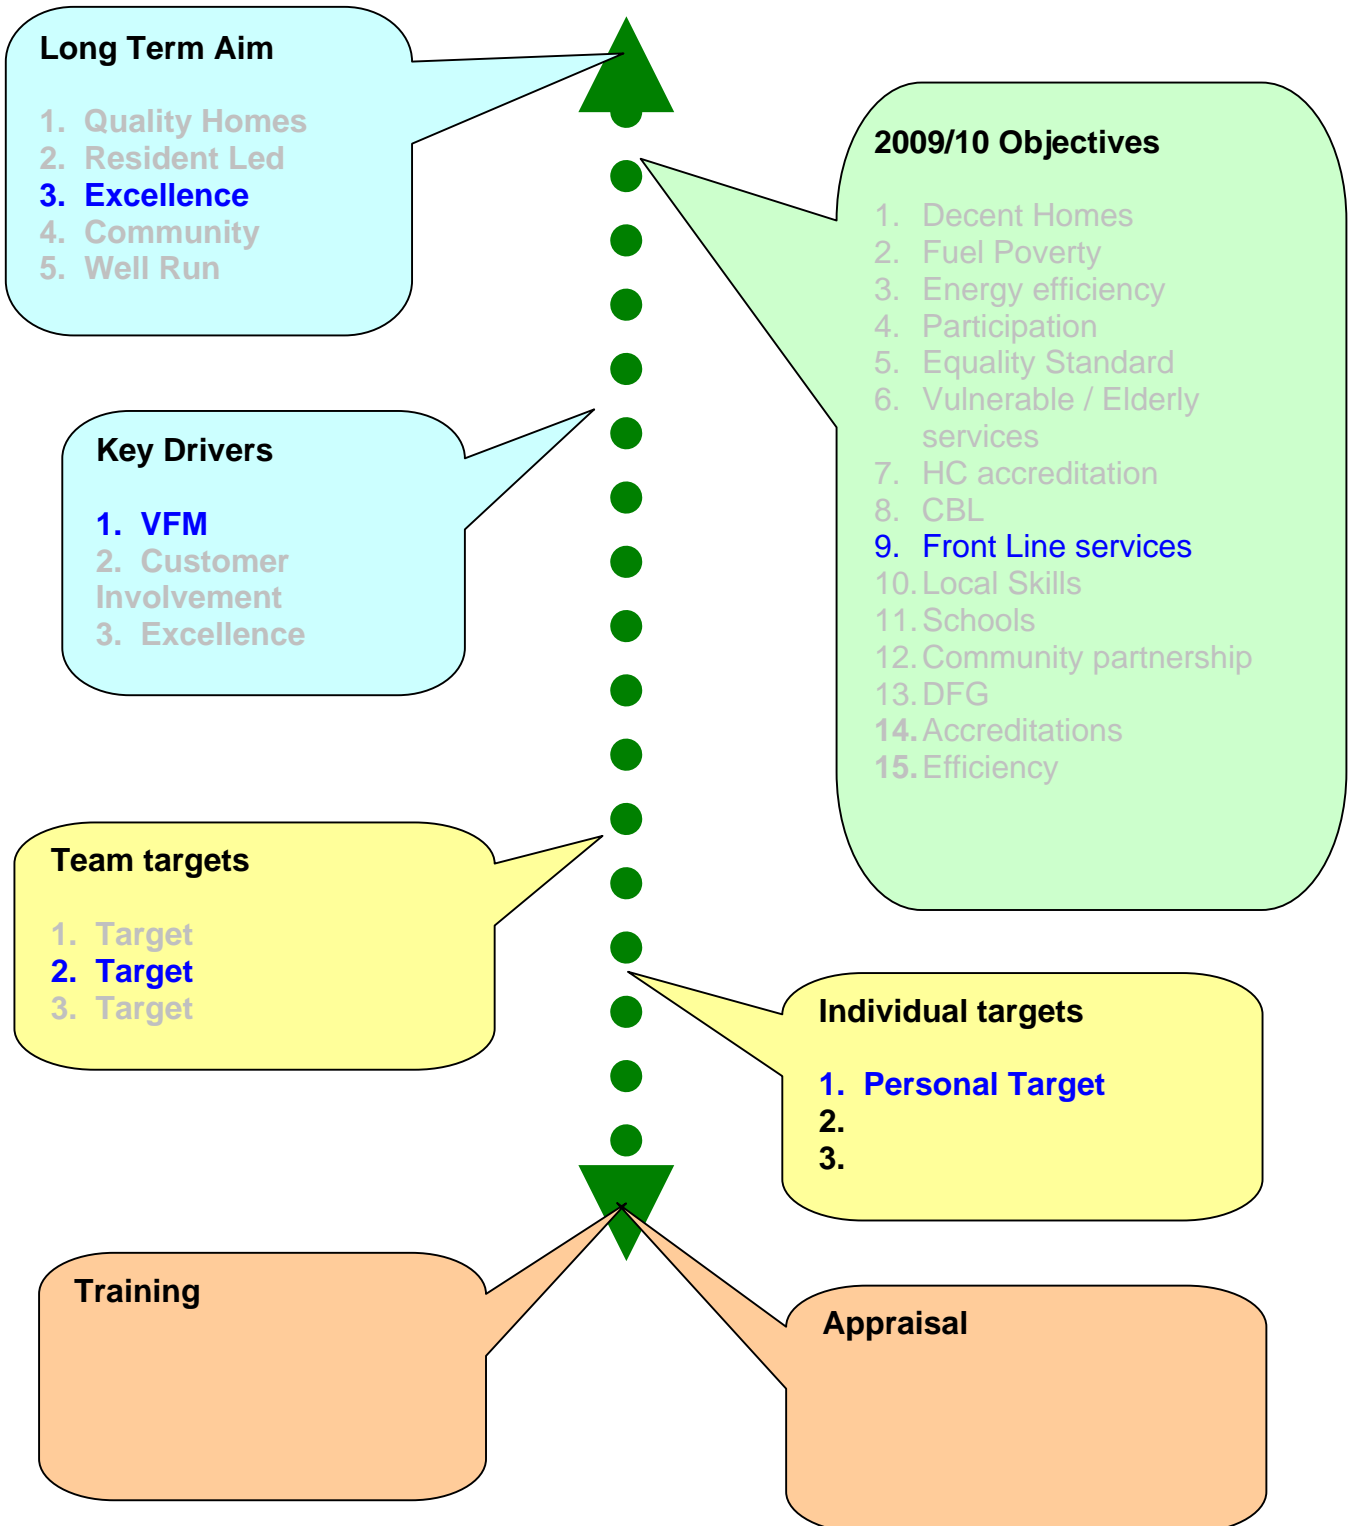 Long Term Aim
1. Quality Homes
2. Resident Led
3. Excellence
4. Community
5. Well Run
2009/10 Objectives
1. Decent Homes
2. Fuel Poverty
3. Energy efficiency
4. Participation
5. Equality Standard
6. Vulnerable / Elderly
services
7. HC accreditation
8. CBL
9. Front Line services
10. Local Skills
11. Schools
12. Community partnership
13. DFG
14. Accreditations
15. Efficiency
Key Drivers
1. VFM
2. Customer
Involvement
3. Excellence
Team targets
1. Target
2. Target
3. Target
Individual targets
1. Personal Target
2.
3.
Training
Appraisal